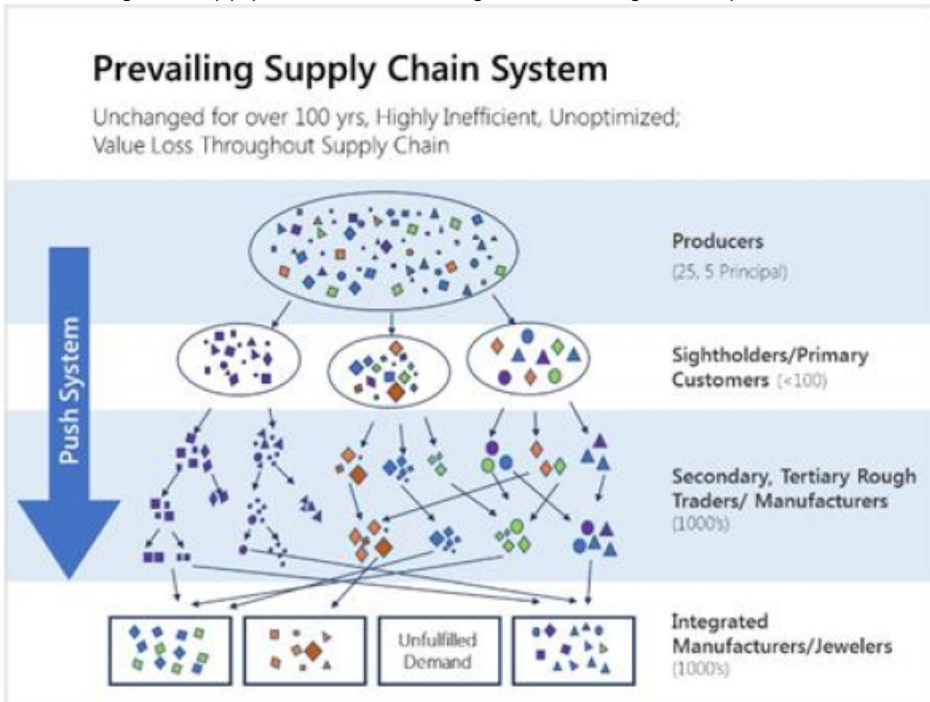 Prevailing Supply Chain System
Unchanged for over 100 yrs, Highly Inefficient, Unoptimized;
Value Loss Throughout Supply Chain
Producers
(25, 5 Principal)
Push System
Sightholders/Primary
Customers (<100)
Secondary, Tertiary Rough
Traders/ Manufacturers
(1000's)
Unfulfilled
Demand
Integrated
Manufacturers/Jewelers
(1000's)